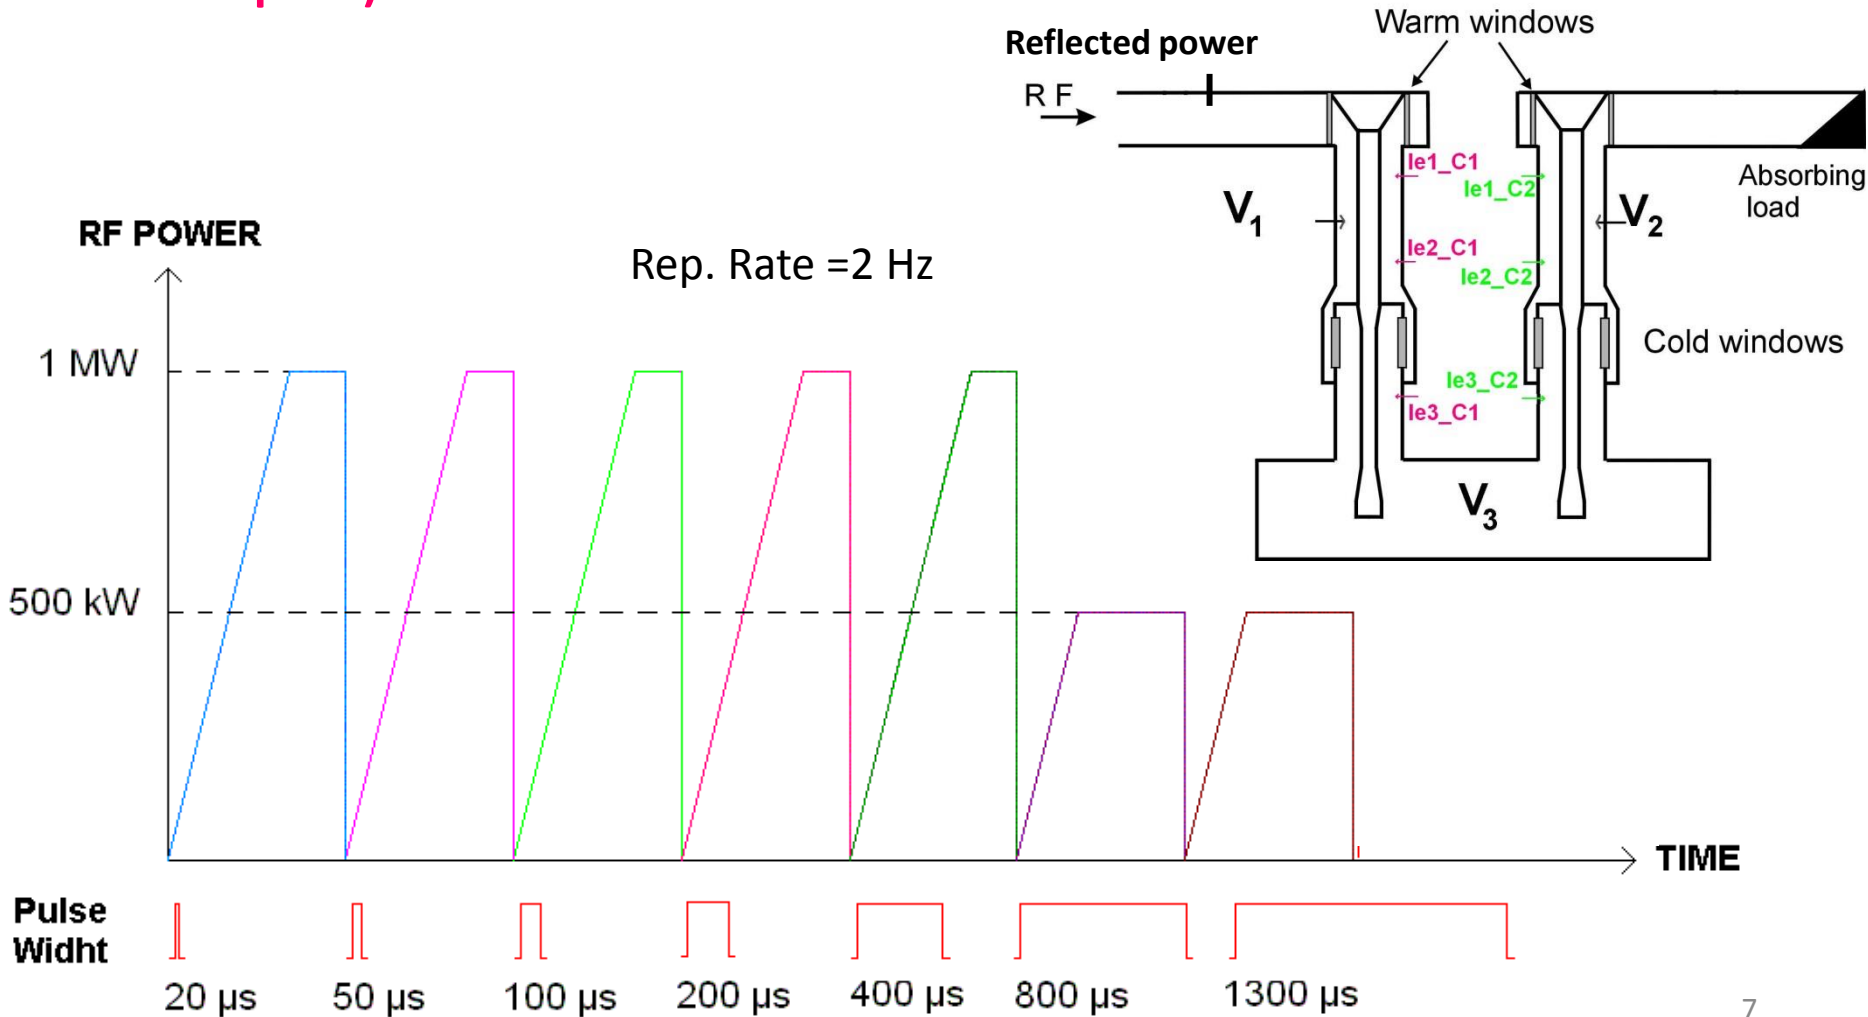 Warm windows
Reflected power
R F
Ie1_C1
Ie1_C2
V1
V2
Absorbing
load
RF POWER
Rep. Rate =2 Hz
Ie2_C1
Ie2_C2
1 MW
Cold windows
Ie3_C2
Ie3_C1
V3
500 kW
TIME
Pulse
Widht
20 µs 50 µs 100 µs 200 µs 400 µs 800 µs 1300 µs
7